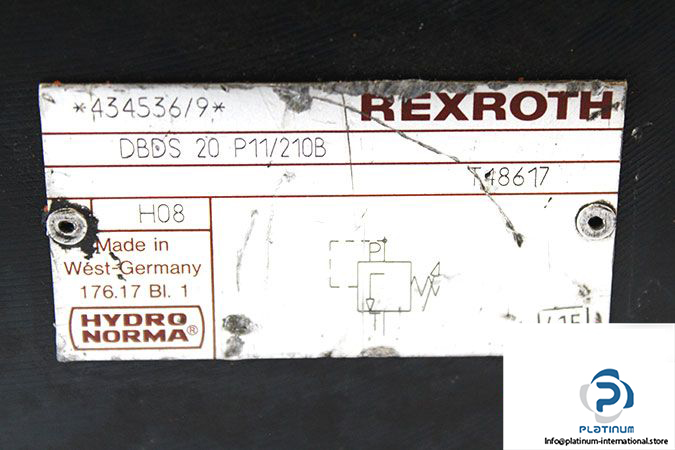 *434536/9*
REXROTH
DBDS 20 P11/210B
T48617
H08
Made in
West-Germany
176.17 Bl. 1
HYDRO
NORMA®
P
PLATINUM
Info@platinum-international.store